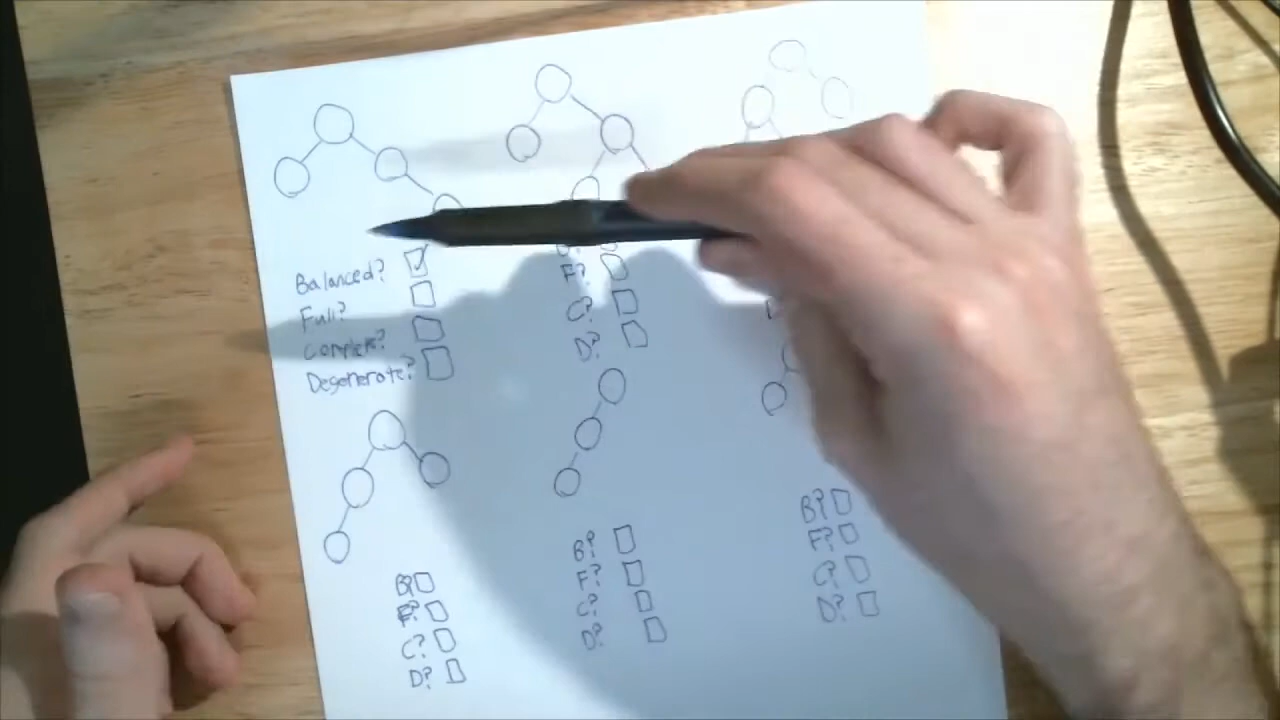 Balanced?
Full?
Complete?
Degenerate?
F?
C?
D?
B?
F?
C?
D?
B?
F?
C?
D?
B?
F?
C?
D?